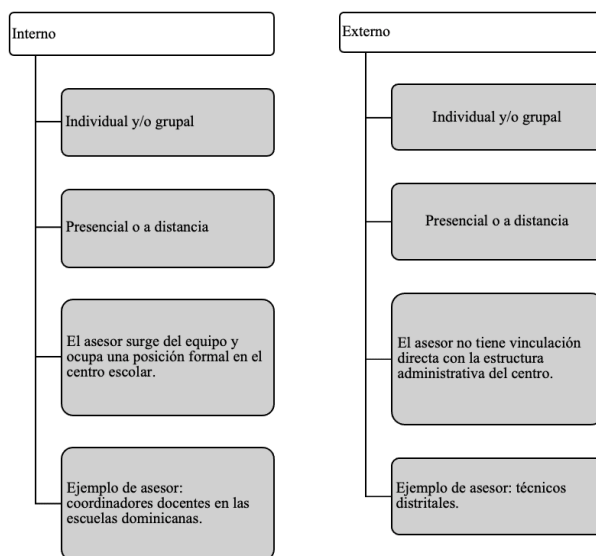 Interno
Individual y/o grupal
Presencial o a distancia
El asesor surge del equipo y
ocupa una posición formal en el
centro escolar.
Ejemplo de asesor:
coordinadores docentes en las
escuelas dominicanas.
Externo
Individual y/o grupal
Presencial o a distancia
El asesor no tiene vinculación
directa con la estructura
administrativa del centro.
Ejemplo de asesor: técnicos
distritales.